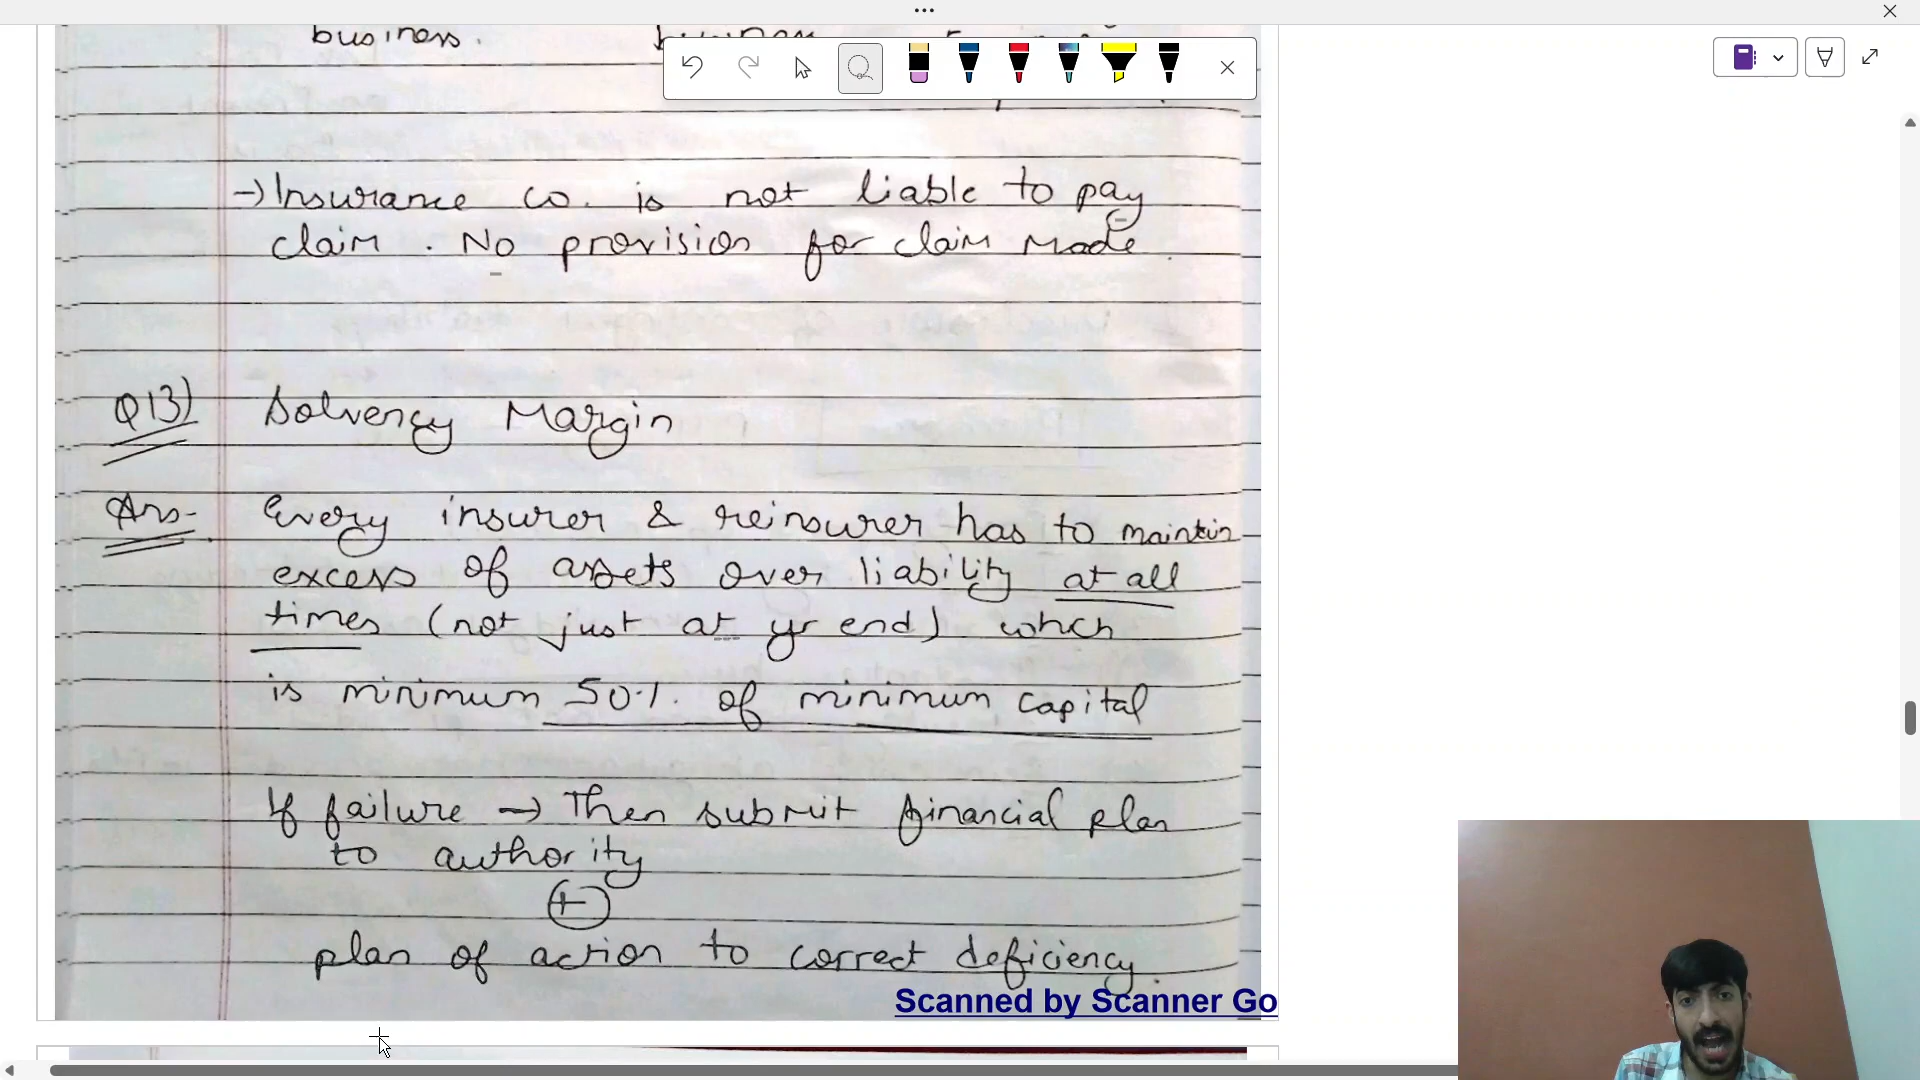 business.
→ Insurance co. is not liable to pay
claim. No provision for claim made.
Q13) Solvency Margin
Ans- Every insurer & reinsurer has to maintain
excess of assets over liability at all
times (not just at yr end) which
is minimum 50%. of minimum capital
If failure → Then submit financial plan
to authority
+
plan of action to correct deficiency.
Scanned by Scanner Go